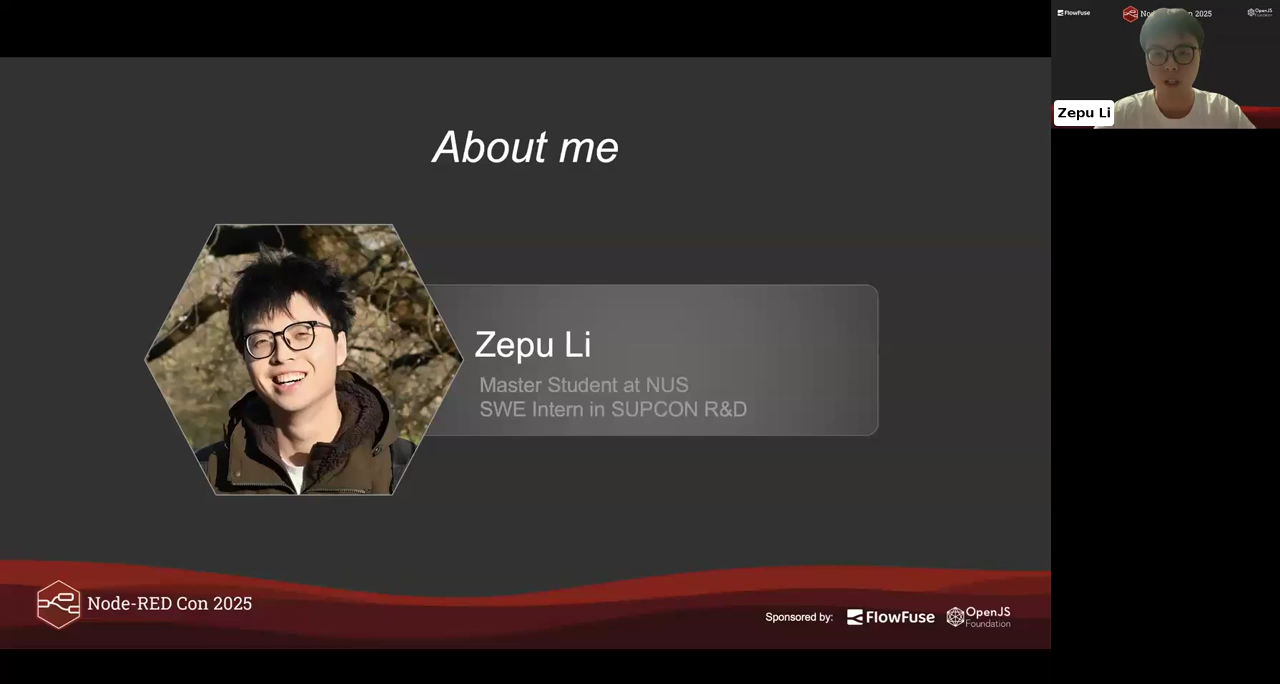 About me
Zepu Li
Master Student at NUS
SWE Intern in SUPCON R&D
Node-RED Con 2025
Sponsored by:
FlowFuse
OpenJS
Foundation
FlowFuse
OpenJS
Zepu Li